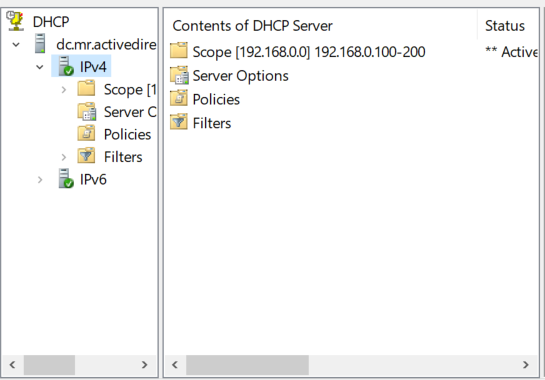 DHCP
dc.mr.activedire
IPv4
Scope [1
Server O
Policies
Filters
IPv6
Contents of DHCP Server Status
Scope [192.168.0.0] 192.168.0.100-200 ** Active
Server Options
Policies
Filters